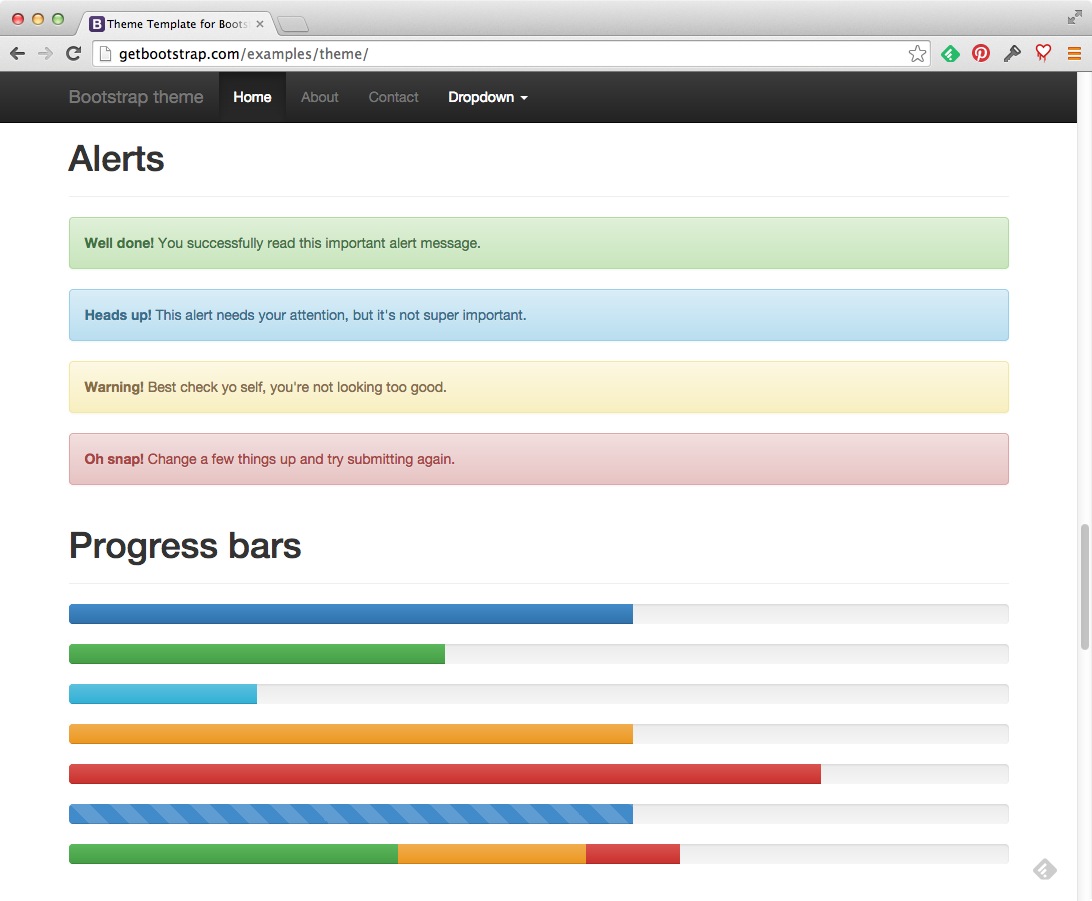 Theme Template for Boots
getbootstrap.com/examples/theme/
Bootstrap theme Home About Contact Dropdown
Alerts
Well done! You successfully read this important alert message.
Heads up! This alert needs your attention, but it's not super important.
Warning! Best check yo self, you're not looking too good.
Oh snap! Change a few things up and try submitting again.
Progress bars